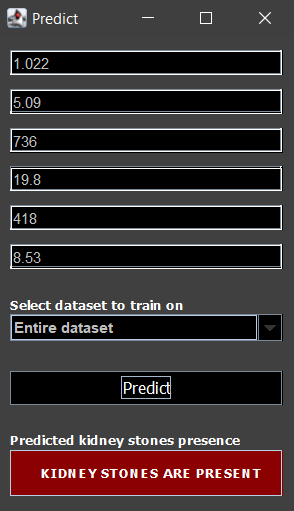 Predict
1.022
5.09
736
19.8
418
8.53
Select dataset to train on
Entire dataset
Predict
Predicted kidney stones presence
KIDNEY STONES ARE PRESENT